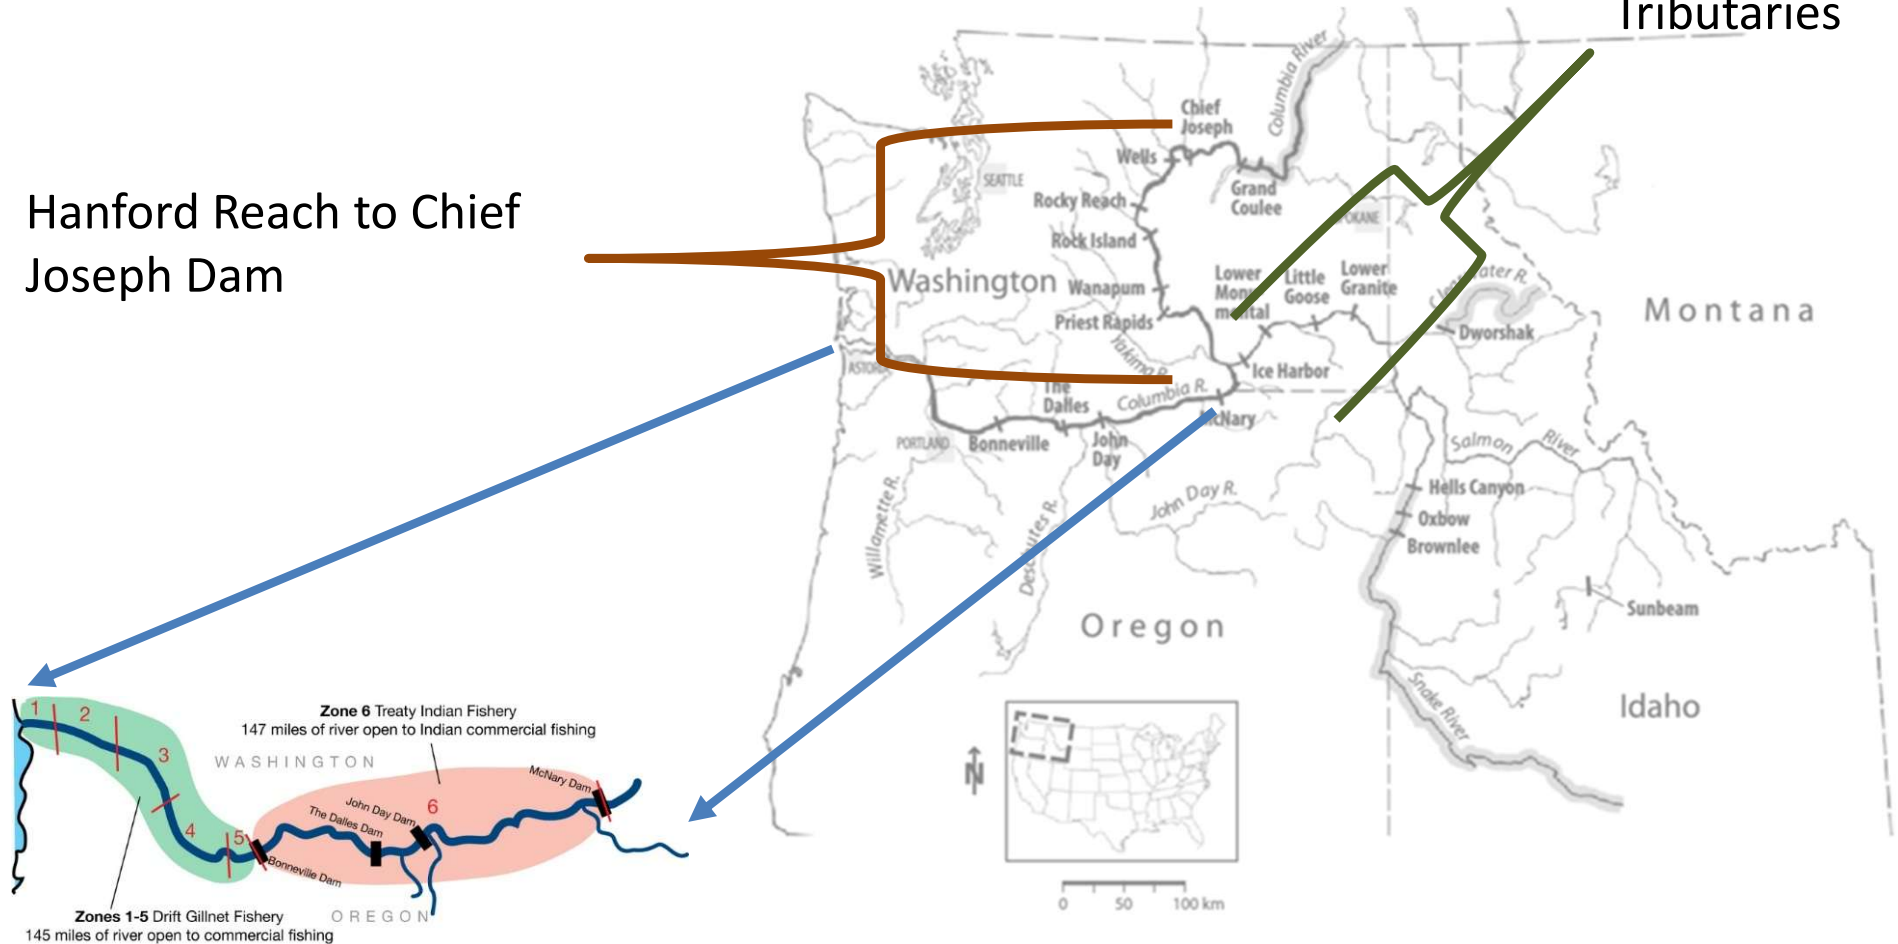 Tributaries
Hanford Reach to Chief
Joseph Dam
Columbia River
Chief
Joseph
Wells
SEATTLE
Grand
Coulee
Rocky Reach
Rock Island
Washington
Wanapum
Priest Rapids
Lower
Little
Goose
Lower
Granite
Montana
Dworshak
Yakima R.
Ice Harbor
ASTORIA
The
Dalles
Columbia R.
McNary
PORTLAND
Bonneville
John
Day
Salmon River
Hells Canyon
Oxbow
Brownlee
John Day R.
Willamette R.
Deschutes R.
Sunbeam
Oregon
Idaho
Snake River
N
0 50 100 km
1
2
3
4
5
6
Zone 6 Treaty Indian Fishery
147 miles of river open to Indian commercial fishing
WASHINGTON
McNary Dam
John Day Dam
The Dalles Dam
Bonneville Dam
OREGON
Zones 1-5 Drift Gillnet Fishery
145 miles of river open to commercial fishing